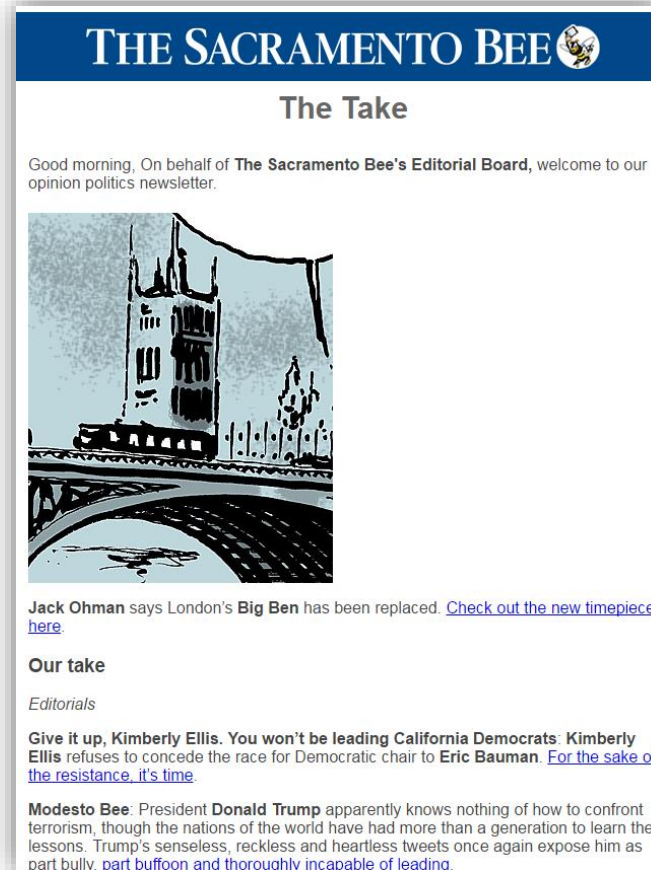 THE SACRAMENTO BEE
The Take
Good morning, On behalf of The Sacramento Bee's Editorial Board, welcome to our
opinion politics newsletter.
Jack Ohman says London's Big Ben has been replaced. Check out the new timepiece
here.
Our take
Editorials
Give it up, Kimberly Ellis. You won't be leading California Democrats: Kimberly
Ellis refuses to concede the race for Democratic chair to Eric Bauman. For the sake o
the resistance, it's time.
Modesto Bee: President Donald Trump apparently knows nothing of how to confront
terrorism, though the nations of the world have had more than a generation to learn the
lessons. Trump's senseless, reckless and heartless tweets once again expose him as
part bully, part buffoon and thoroughly incapable of leading.